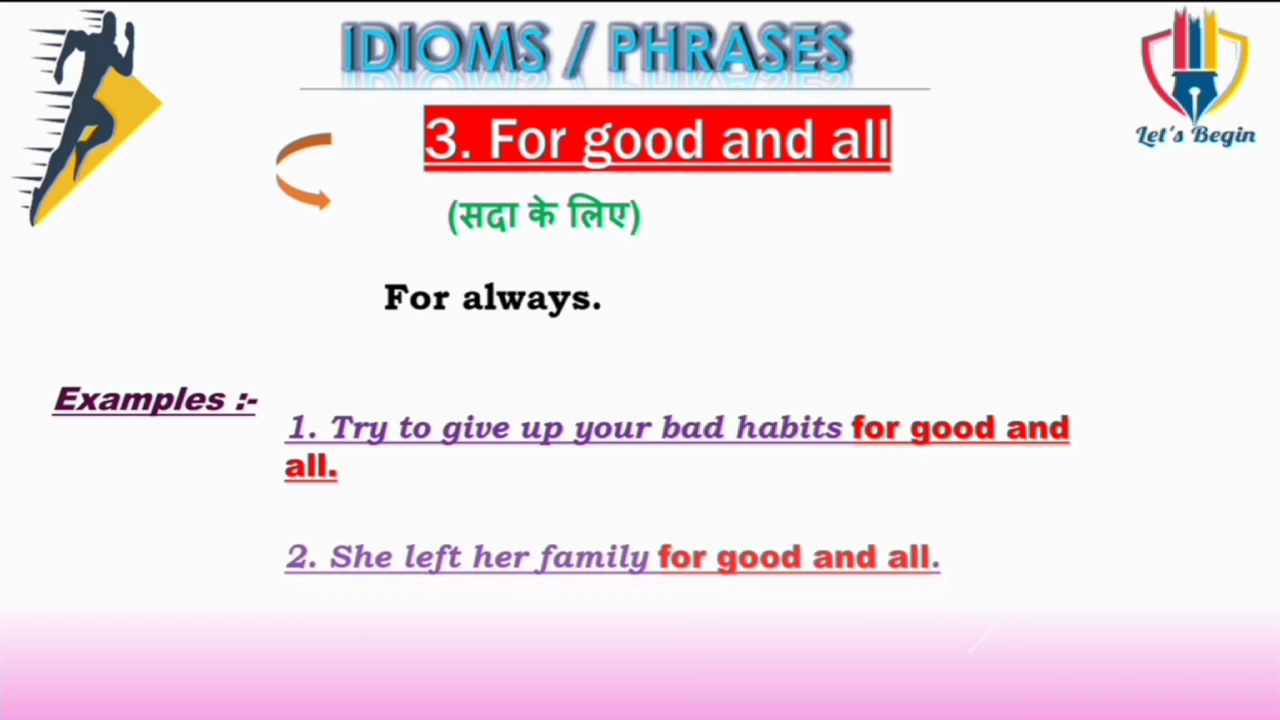 IDIOMS / PHRASES
Let's Begin
3. For good and all
(सदा के लिए)
For always.
Examples :-
1. Try to give up your bad habits for good and
all.
2. She left her family for good and all.